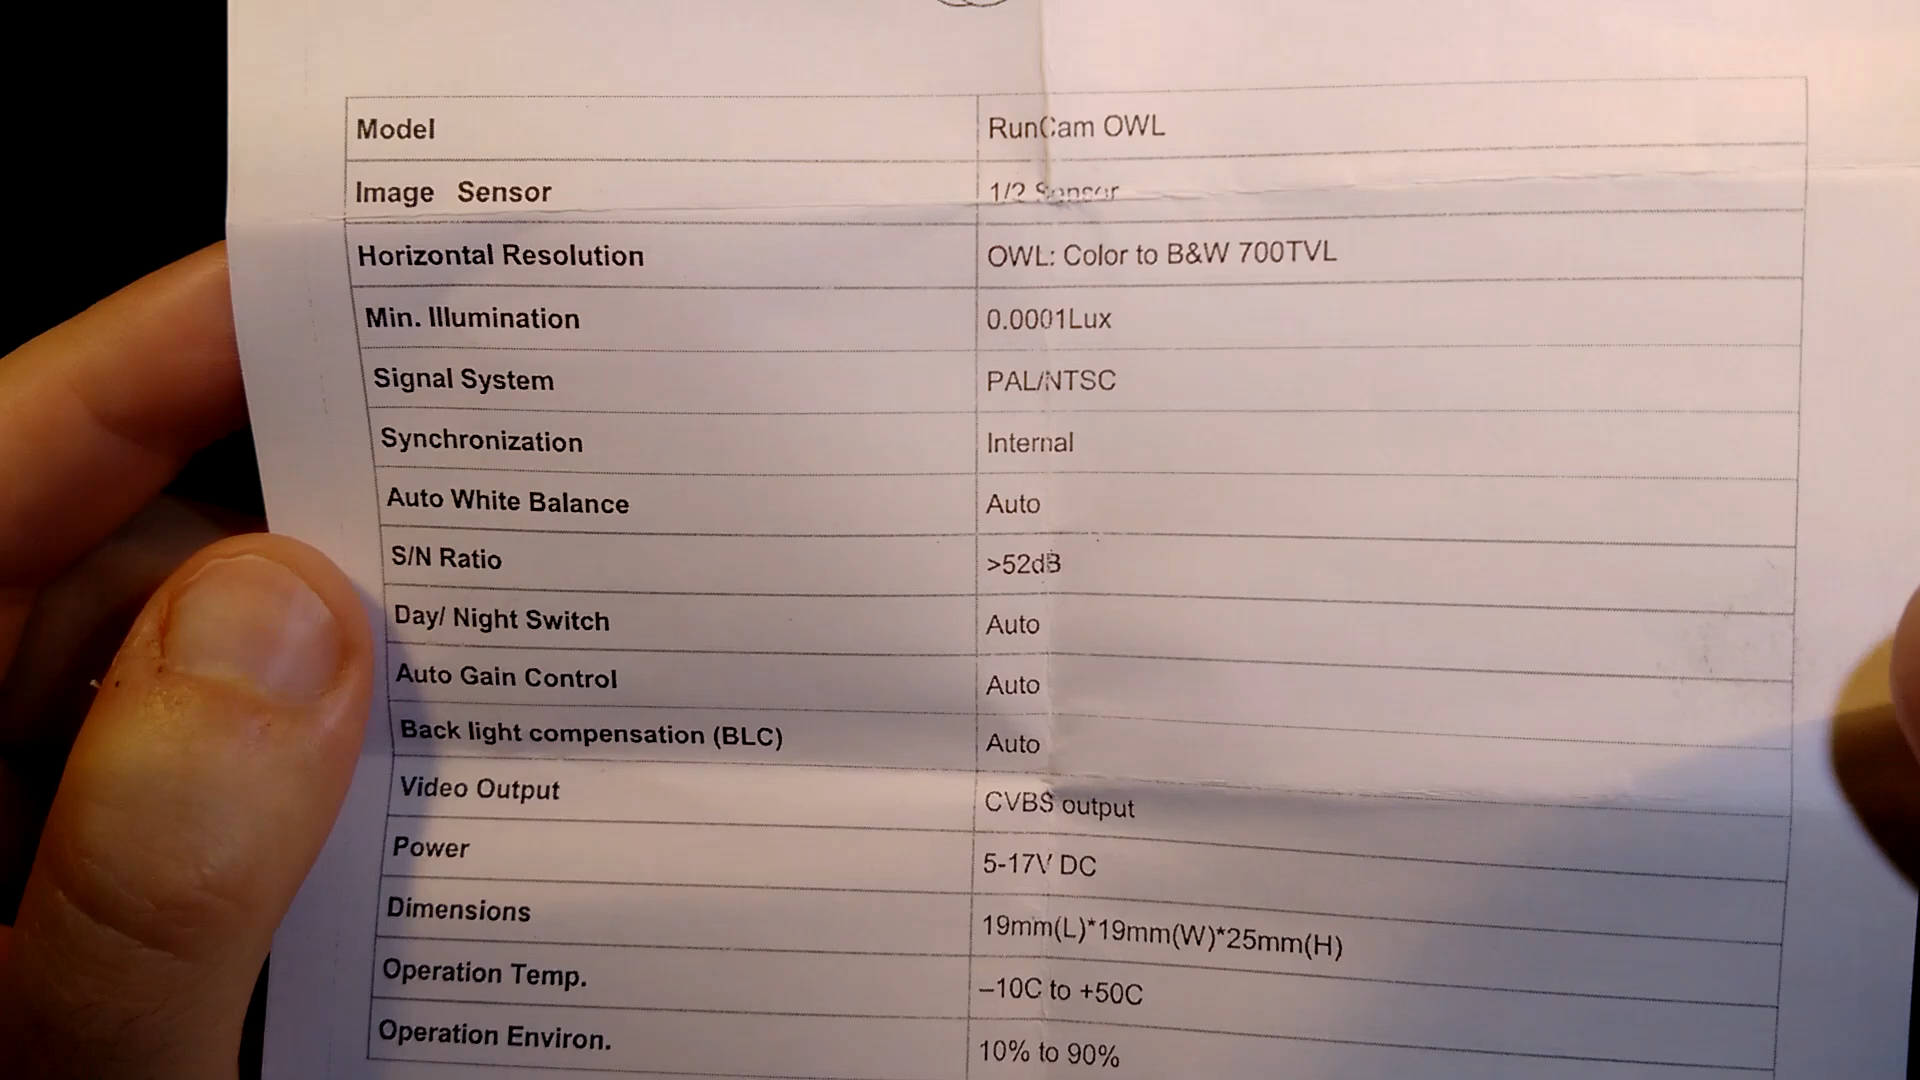 Model RunCam OWL
Image Sensor 1/2 Sensor
Horizontal Resolution OWL: Color to B&W 700TVL
Min. Illumination 0.0001Lux
Signal System PAL/NTSC
Synchronization Internal
Auto White Balance Auto
S/N Ratio >52dB
Day/ Night Switch Auto
Auto Gain Control Auto
Back light compensation (BLC) Auto
Video Output CVBS output
Power 5-17V DC
Dimensions 19mm(L)*19mm(W)*25mm(H)
Operation Temp. –10C to +50C
Operation Environ. 10% to 90%